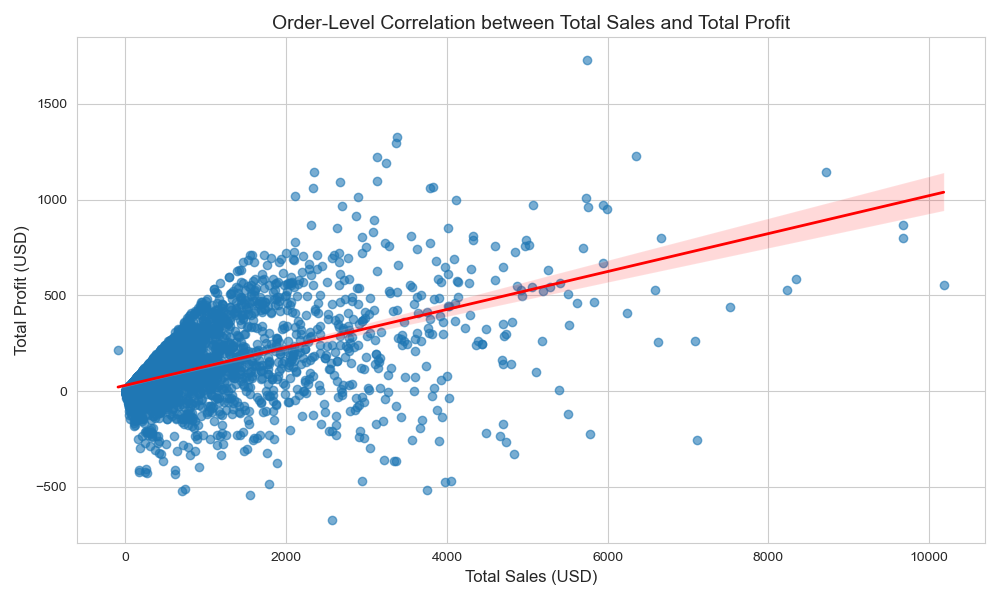 Order-Level Correlation between Total Sales and Total Profit
Total Profit (USD)
1500
1000
500
0
−500
0 2000 4000 6000 8000 10000
Total Sales (USD)